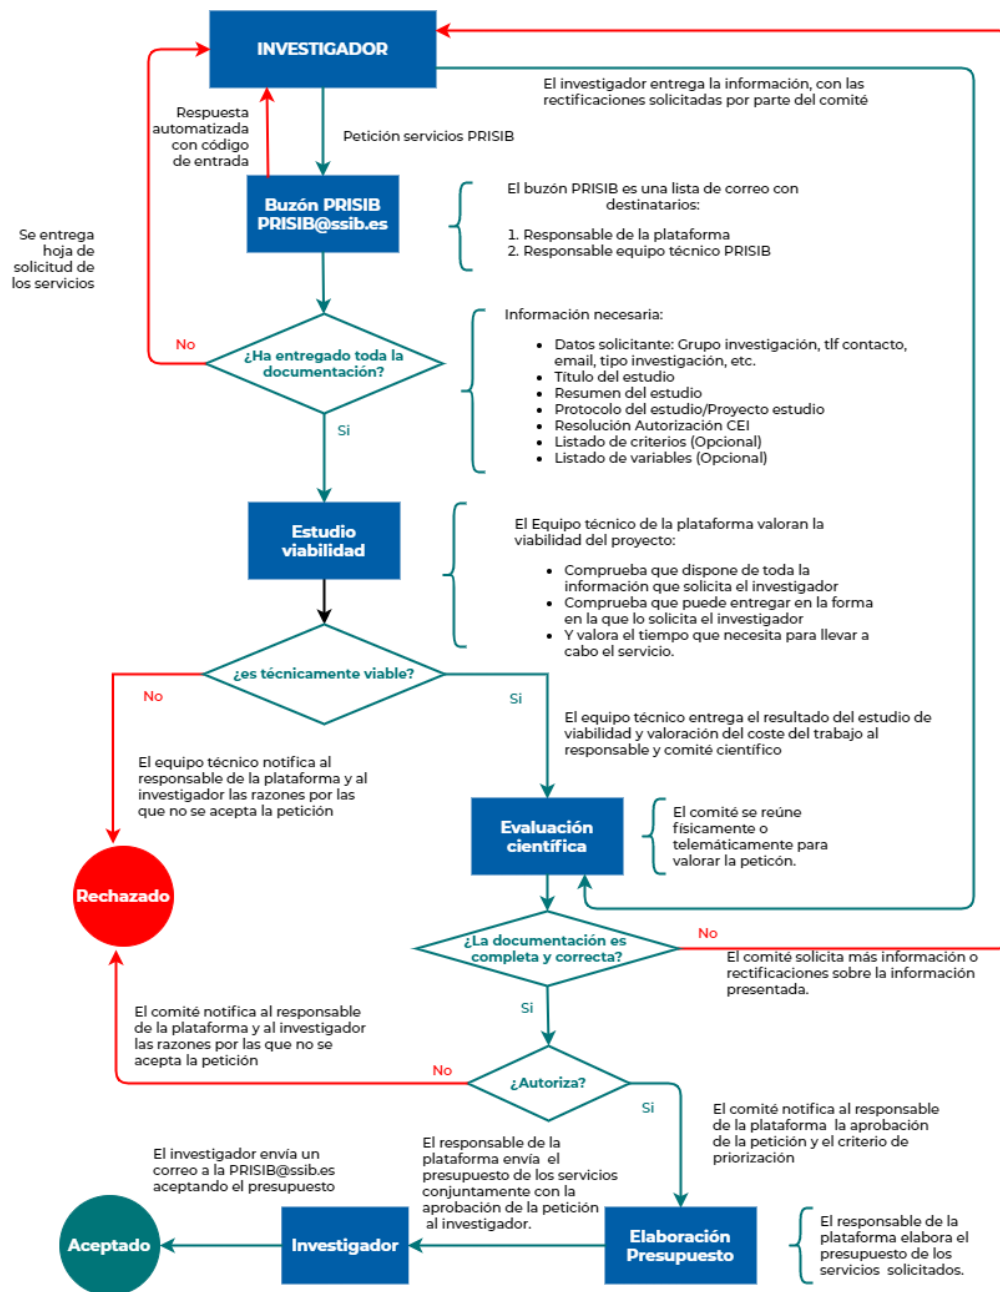 INVESTIGADOR
El investigador entrega la información, con las
rectificaciones solicitadas por parte del comité
Respuesta
automatizada
con código
de entrada
Petición servicios PRISIB
Buzón PRISIB
PRISIB@ssib.es
El buzón PRISIB es una lista de correo con
destinatarios:
1. Responsable de la plataforma
2. Responsable equipo técnico PRISIB
Se entrega
hoja de
solicitud de
los servicios
Información necesaria:
No
¿Ha entregado toda la
documentación?
• Datos solicitante: Grupo investigación, tlf contacto,
email, tipo investigación, etc.
• Título del estudio
• Resumen del estudio
• Protocolo del estudio/Proyecto estudio
• Resolución Autorización CEI
• Listado de criterios (Opcional)
• Listado de variables (Opcional)
Si
Estudio
viabilidad
El Equipo técnico de la plataforma valoran la
viabilidad del proyecto:
• Comprueba que dispone de toda la
información que solicita el investigador
• Comprueba que puede entregar en la forma
en la que lo solicita el investigador
• Y valora el tiempo que necesita para llevar a
cabo el servicio.
¿es técnicamente viable?
No
Si
El equipo técnico entrega el resultado del estudio de
viabilidad y valoración del coste del trabajo al
responsable y comité científico
El equipo técnico notifica al
responsable de la plataforma y al
investigador las razones por las
que no se acepta la petición
Evaluación
científica
El comité se reúne
físicamente o
telemáticamente para
valorar la peticón.
Rechazado
¿La documentación es
completa y correcta?
No
El comité solicita más información o
rectificaciones sobre la información
presentada.
Si
El comité notifica al responsable
de la plataforma y al investigador
las razones por las que no se
acepta la petición
No
¿Autoriza?
Si
El comité notifica al responsable
de la plataforma la aprobación
de la petición y el criterio de
priorización
El investigador envía un
correo a la PRISIB@ssib.es
aceptando el presupuesto
El responsable de la
plataforma envía el
presupuesto de los servicios
conjuntamente con la
aprobación de la petición
al investigador.
Aceptado
Investigador
Elaboración
Presupuesto
El responsable de la
plataforma elabora el
presupuesto de los
servicios solicitados.